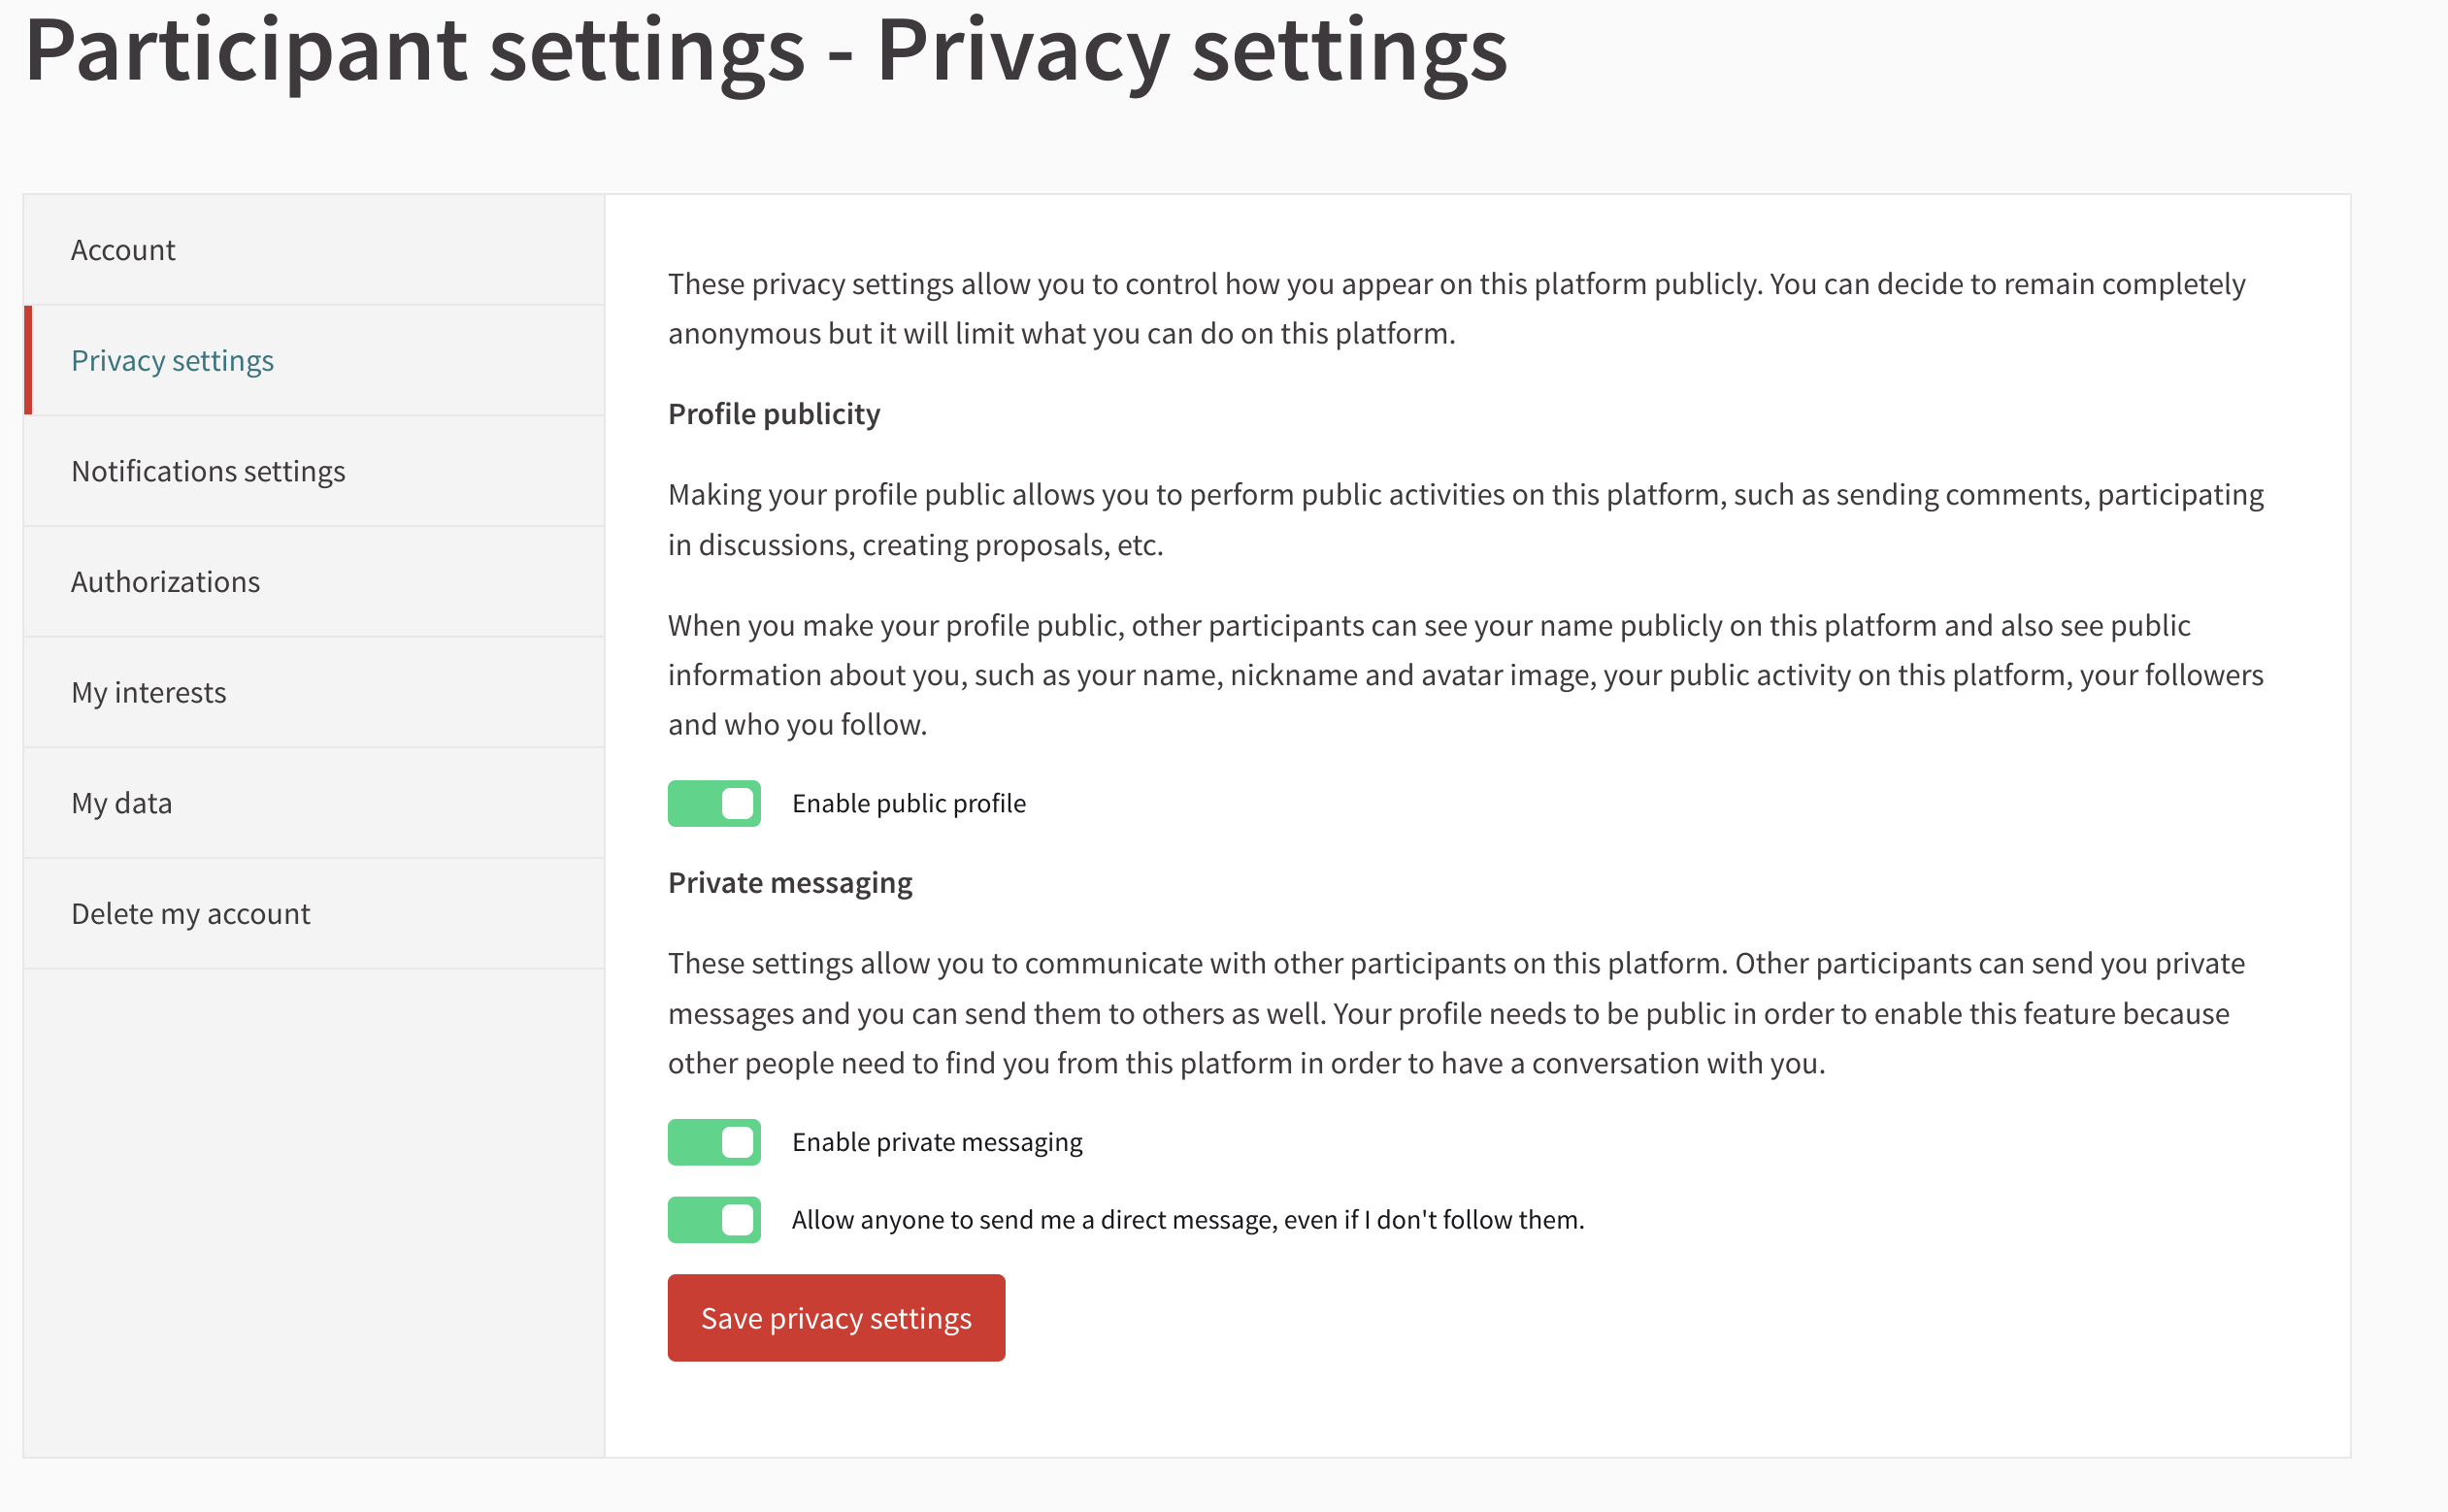 Participant settings - Privacy settings
Account
Privacy settings
Notifications settings
Authorizations
My interests
My data
Delete my account
These privacy settings allow you to control how you appear on this platform publicly. You can decide to remain completely
anonymous but it will limit what you can do on this platform.
Profile publicity
Making your profile public allows you to perform public activities on this platform, such as sending comments, participating
in discussions, creating proposals, etc.
When you make your profile public, other participants can see your name publicly on this platform and also see public
information about you, such as your name, nickname and avatar image, your public activity on this platform, your followers
and who you follow.
Enable public profile
Private messaging
These settings allow you to communicate with other participants on this platform. Other participants can send you private
messages and you can send them to others as well. Your profile needs to be public in order to enable this feature because
other people need to find you from this platform in order to have a conversation with you.
Enable private messaging
Allow anyone to send me a direct message, even if I don't follow them.
Save privacy settings